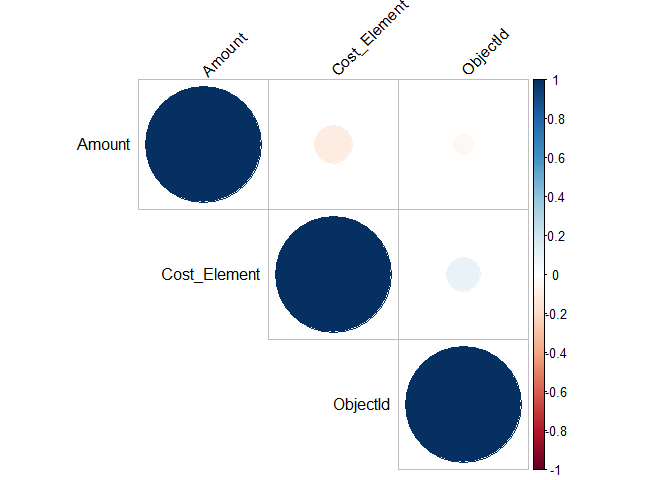 Amount
Cost_Element
ObjectId
Amount
Cost_Element
ObjectId
1
0.8
0.6
0.4
0.2
0
-0.2
-0.4
-0.6
-0.8
-1